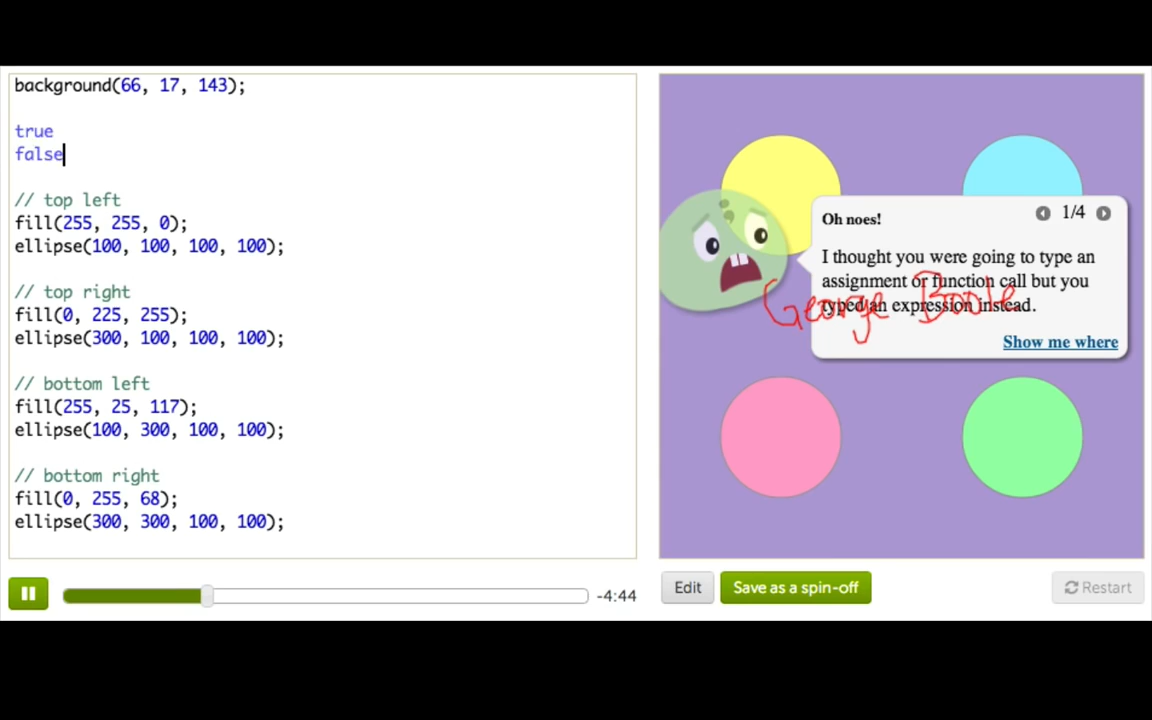 background(66, 17, 143);
true
false
// top left
fill(255, 255, 0);
ellipse(100, 100, 100, 100);
// top right
fill(0, 225, 255);
ellipse(300, 100, 100, 100);
// bottom left
fill(255, 25, 117);
ellipse(100, 300, 100, 100);
// bottom right
fill(0, 255, 68);
ellipse(300, 300, 100, 100);
-4:44
Oh noes!
1/4
I thought you were going to type an
assignment or function call but you
typed an expression instead.
George Boole
Show me where
Edit
Save as a spin-off
Restart